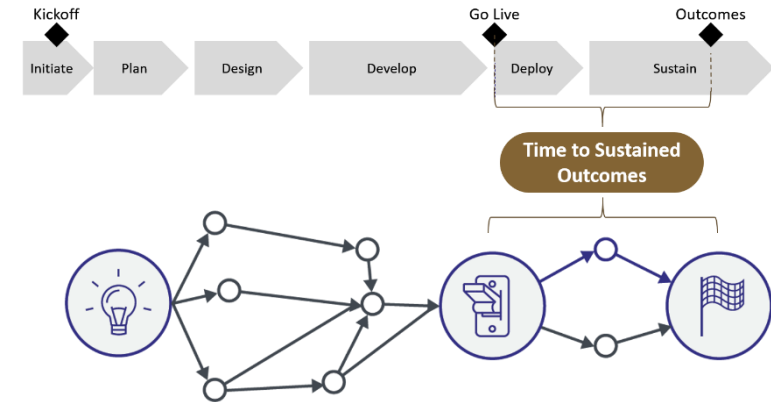 Kickoff
Go Live
Outcomes
Initiate
Plan
Design
Develop
Deploy
Sustain
Time to Sustained
Outcomes